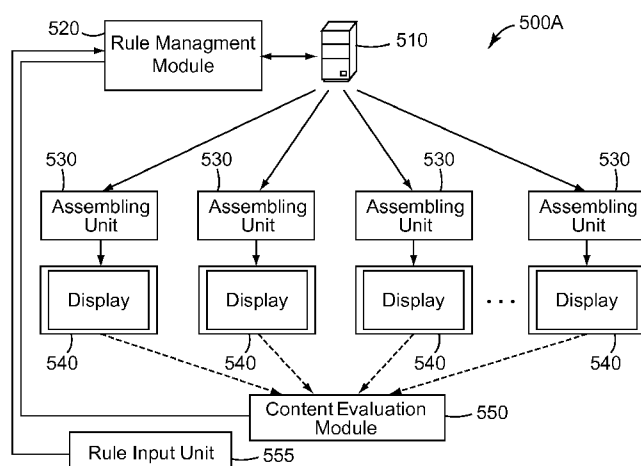 520
Rule Managment
Module
510
500A
530
530
530
530
Assembling
Unit
Assembling
Unit
Assembling
Unit
Assembling
Unit
Display
Display
Display
...
Display
540
540
540
540
Content Evaluation
Module
550
Rule Input Unit
555